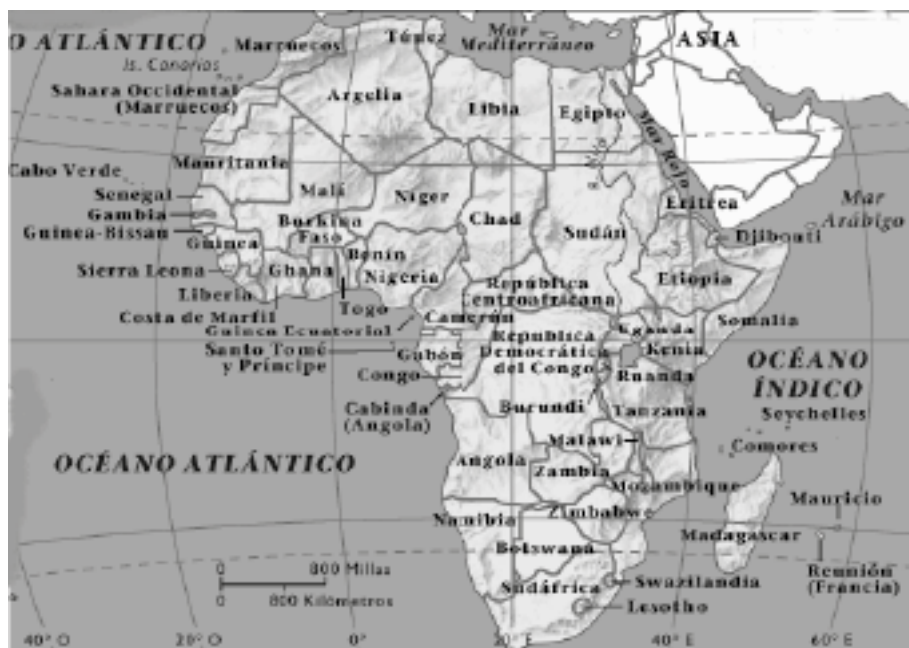 O ATLÁNTICO
Marruecos
Túnez
Mar
Mediterráneo
ASIA
Is. Canarias
Sahara Occidental
(Marruecos)
Argelia
Libia
Egipto
Mar Rojo
Nilo
Mauritania
Cabo Verde
Malí
Níger
Chad
Sudán
Eritrea
Mar
Arábigo
Senegal
Gambia
Guinea-Bissau
Guinea
Burkina
Faso
Benín
Nigeria
Djibouti
Etiopía
Sierra Leona
Ghana
Liberia
Togo
Costa de Marfil
República
Centroafricana
Camerún
Guinea Ecuatorial
Somalia
Santo Tomé
y Príncipe
Gabón
República
Democrática
del Congo
Uganda
Kenia
Ruanda
OCÉANO
ÍNDICO
Congo
Cabinda
(Angola)
Burundi
Tanzania
Seychelles
Malawi
Comores
OCÉANO ATLÁNTICO
Angola
Zambia
Mozambique
Mauricio
Namibia
Zimbabwe
Madagascar
Botswana
Reunión
(Francia)
0 800 Millas
0 800 Kilómetros
Sudáfrica
Swazilandia
Lesotho
40° O
20° O
0°
20° E
40° E
60° E